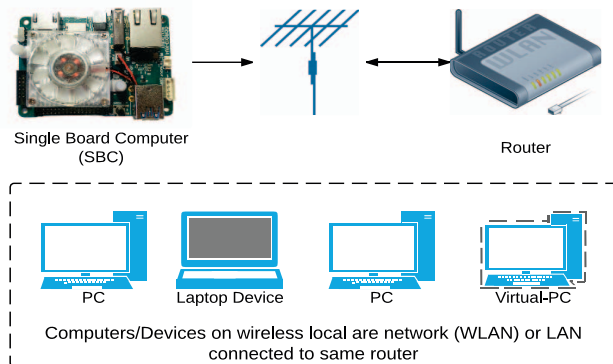 Single Board Computer
(SBC)
ROUTER
WLAN
Router
PC
Laptop Device
PC
Virtual-PC
Computers/Devices on wireless local are network (WLAN) or LAN
connected to same router